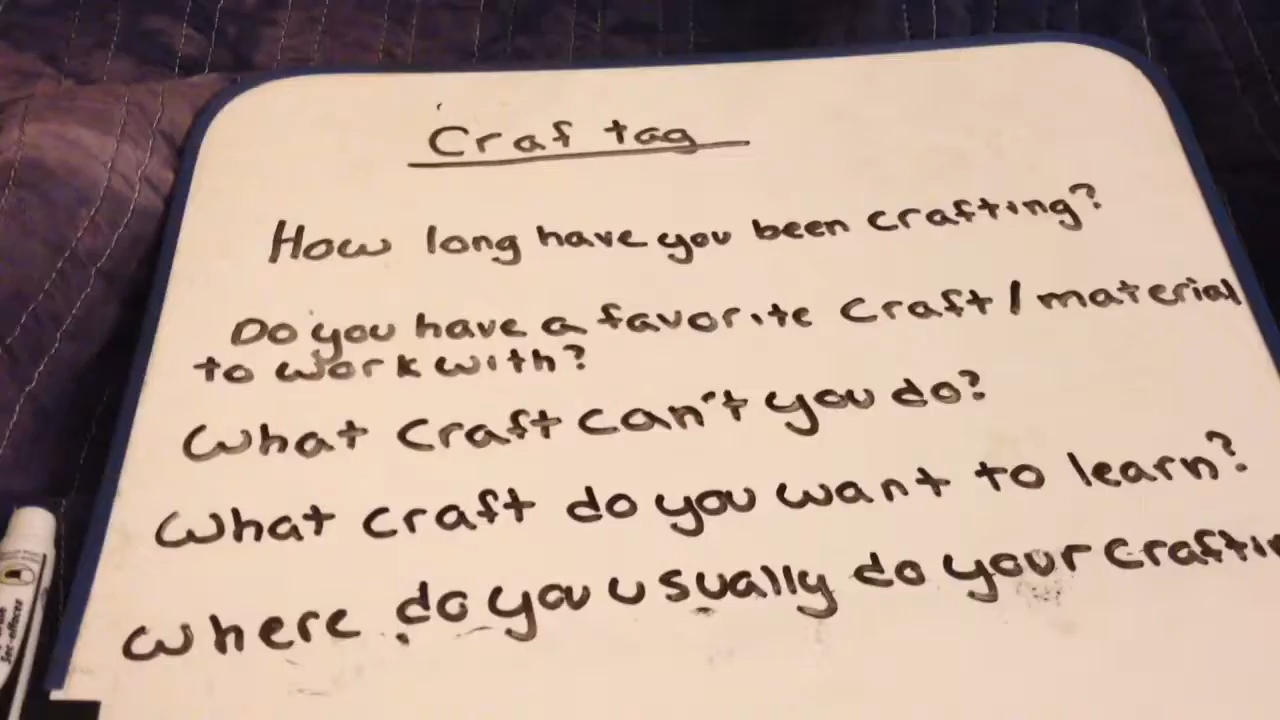 Craf tag
How long have you been crafting?
Do you have a favorite craft / material
to work with?
What craft can't you do?
What craft do you want to learn?
Where do you usually do your